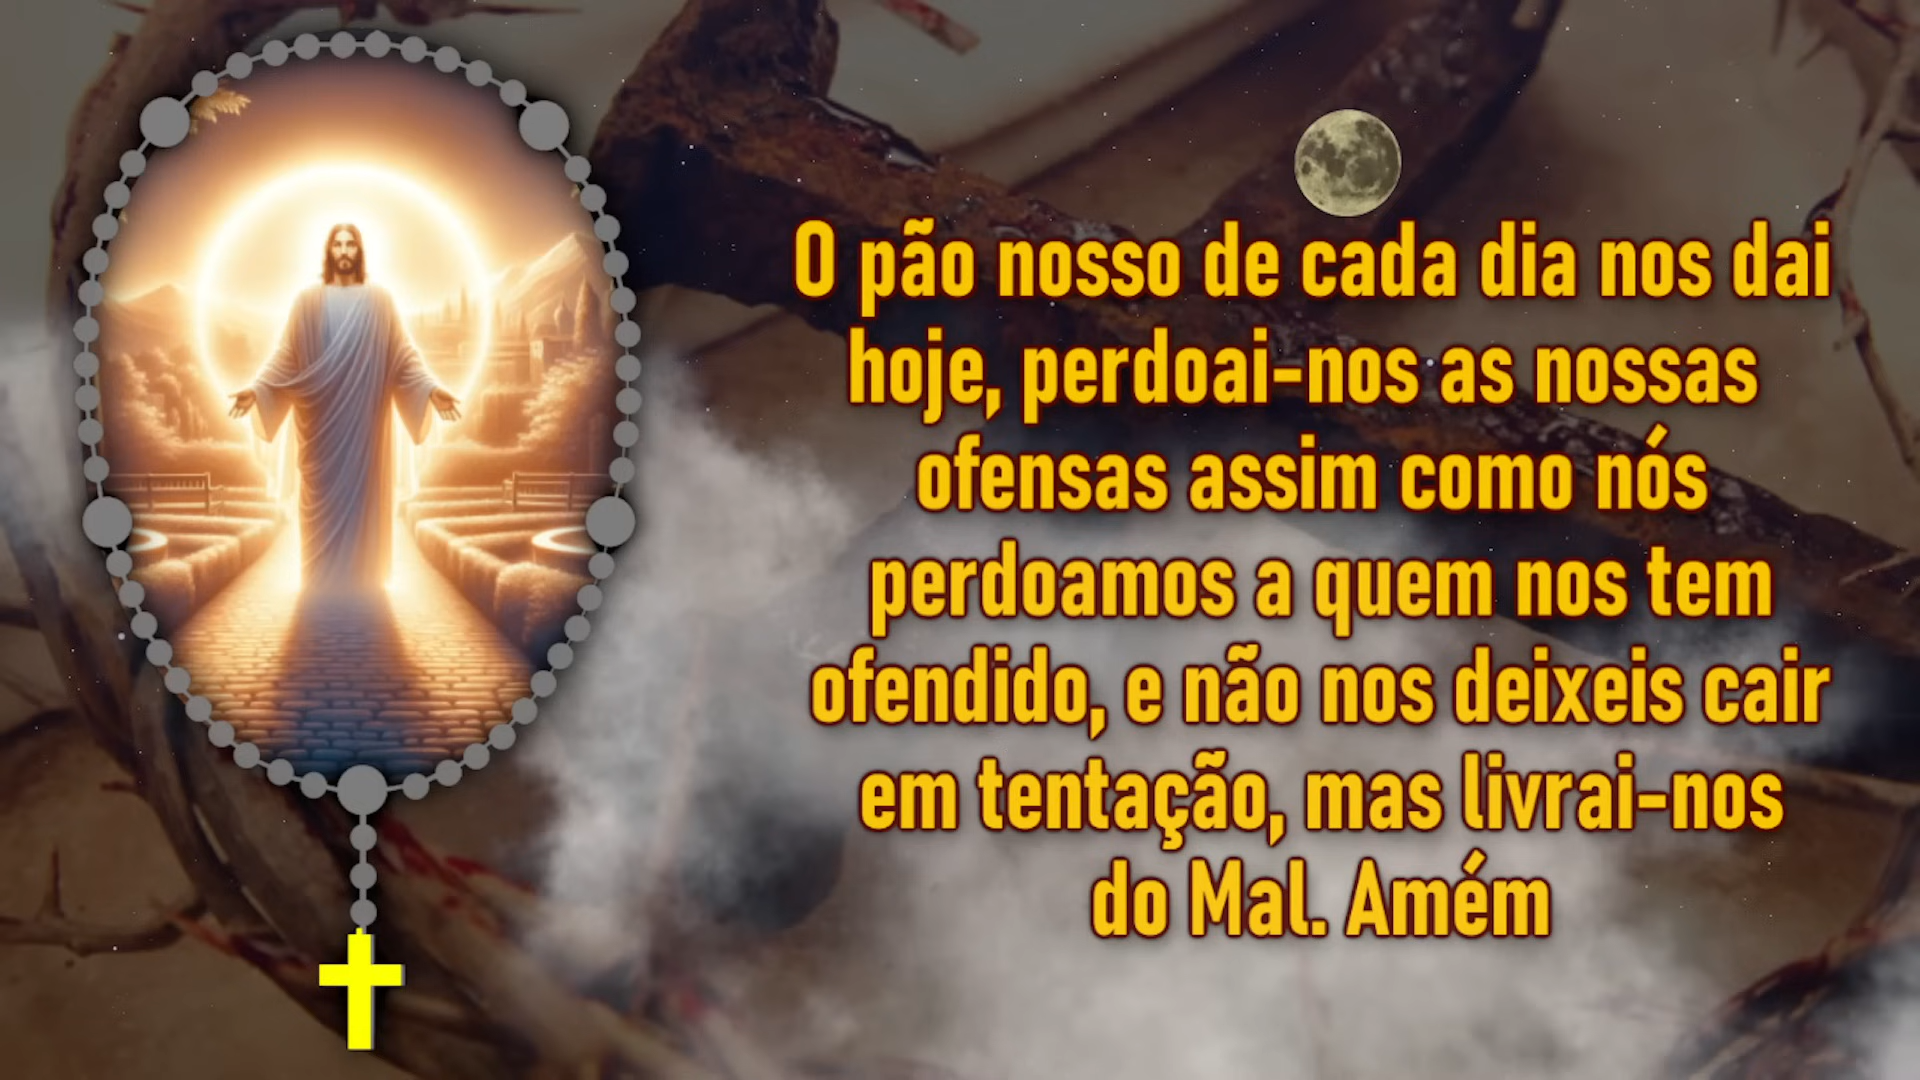 O pão nosso de cada dia nos dai
hoje, perdoai-nos as nossas
ofensas assim como nós
perdoamos a quem nos tem
ofendido, e não nos deixeis cair
em tentação, mas livrai-nos
do Mal. Amém